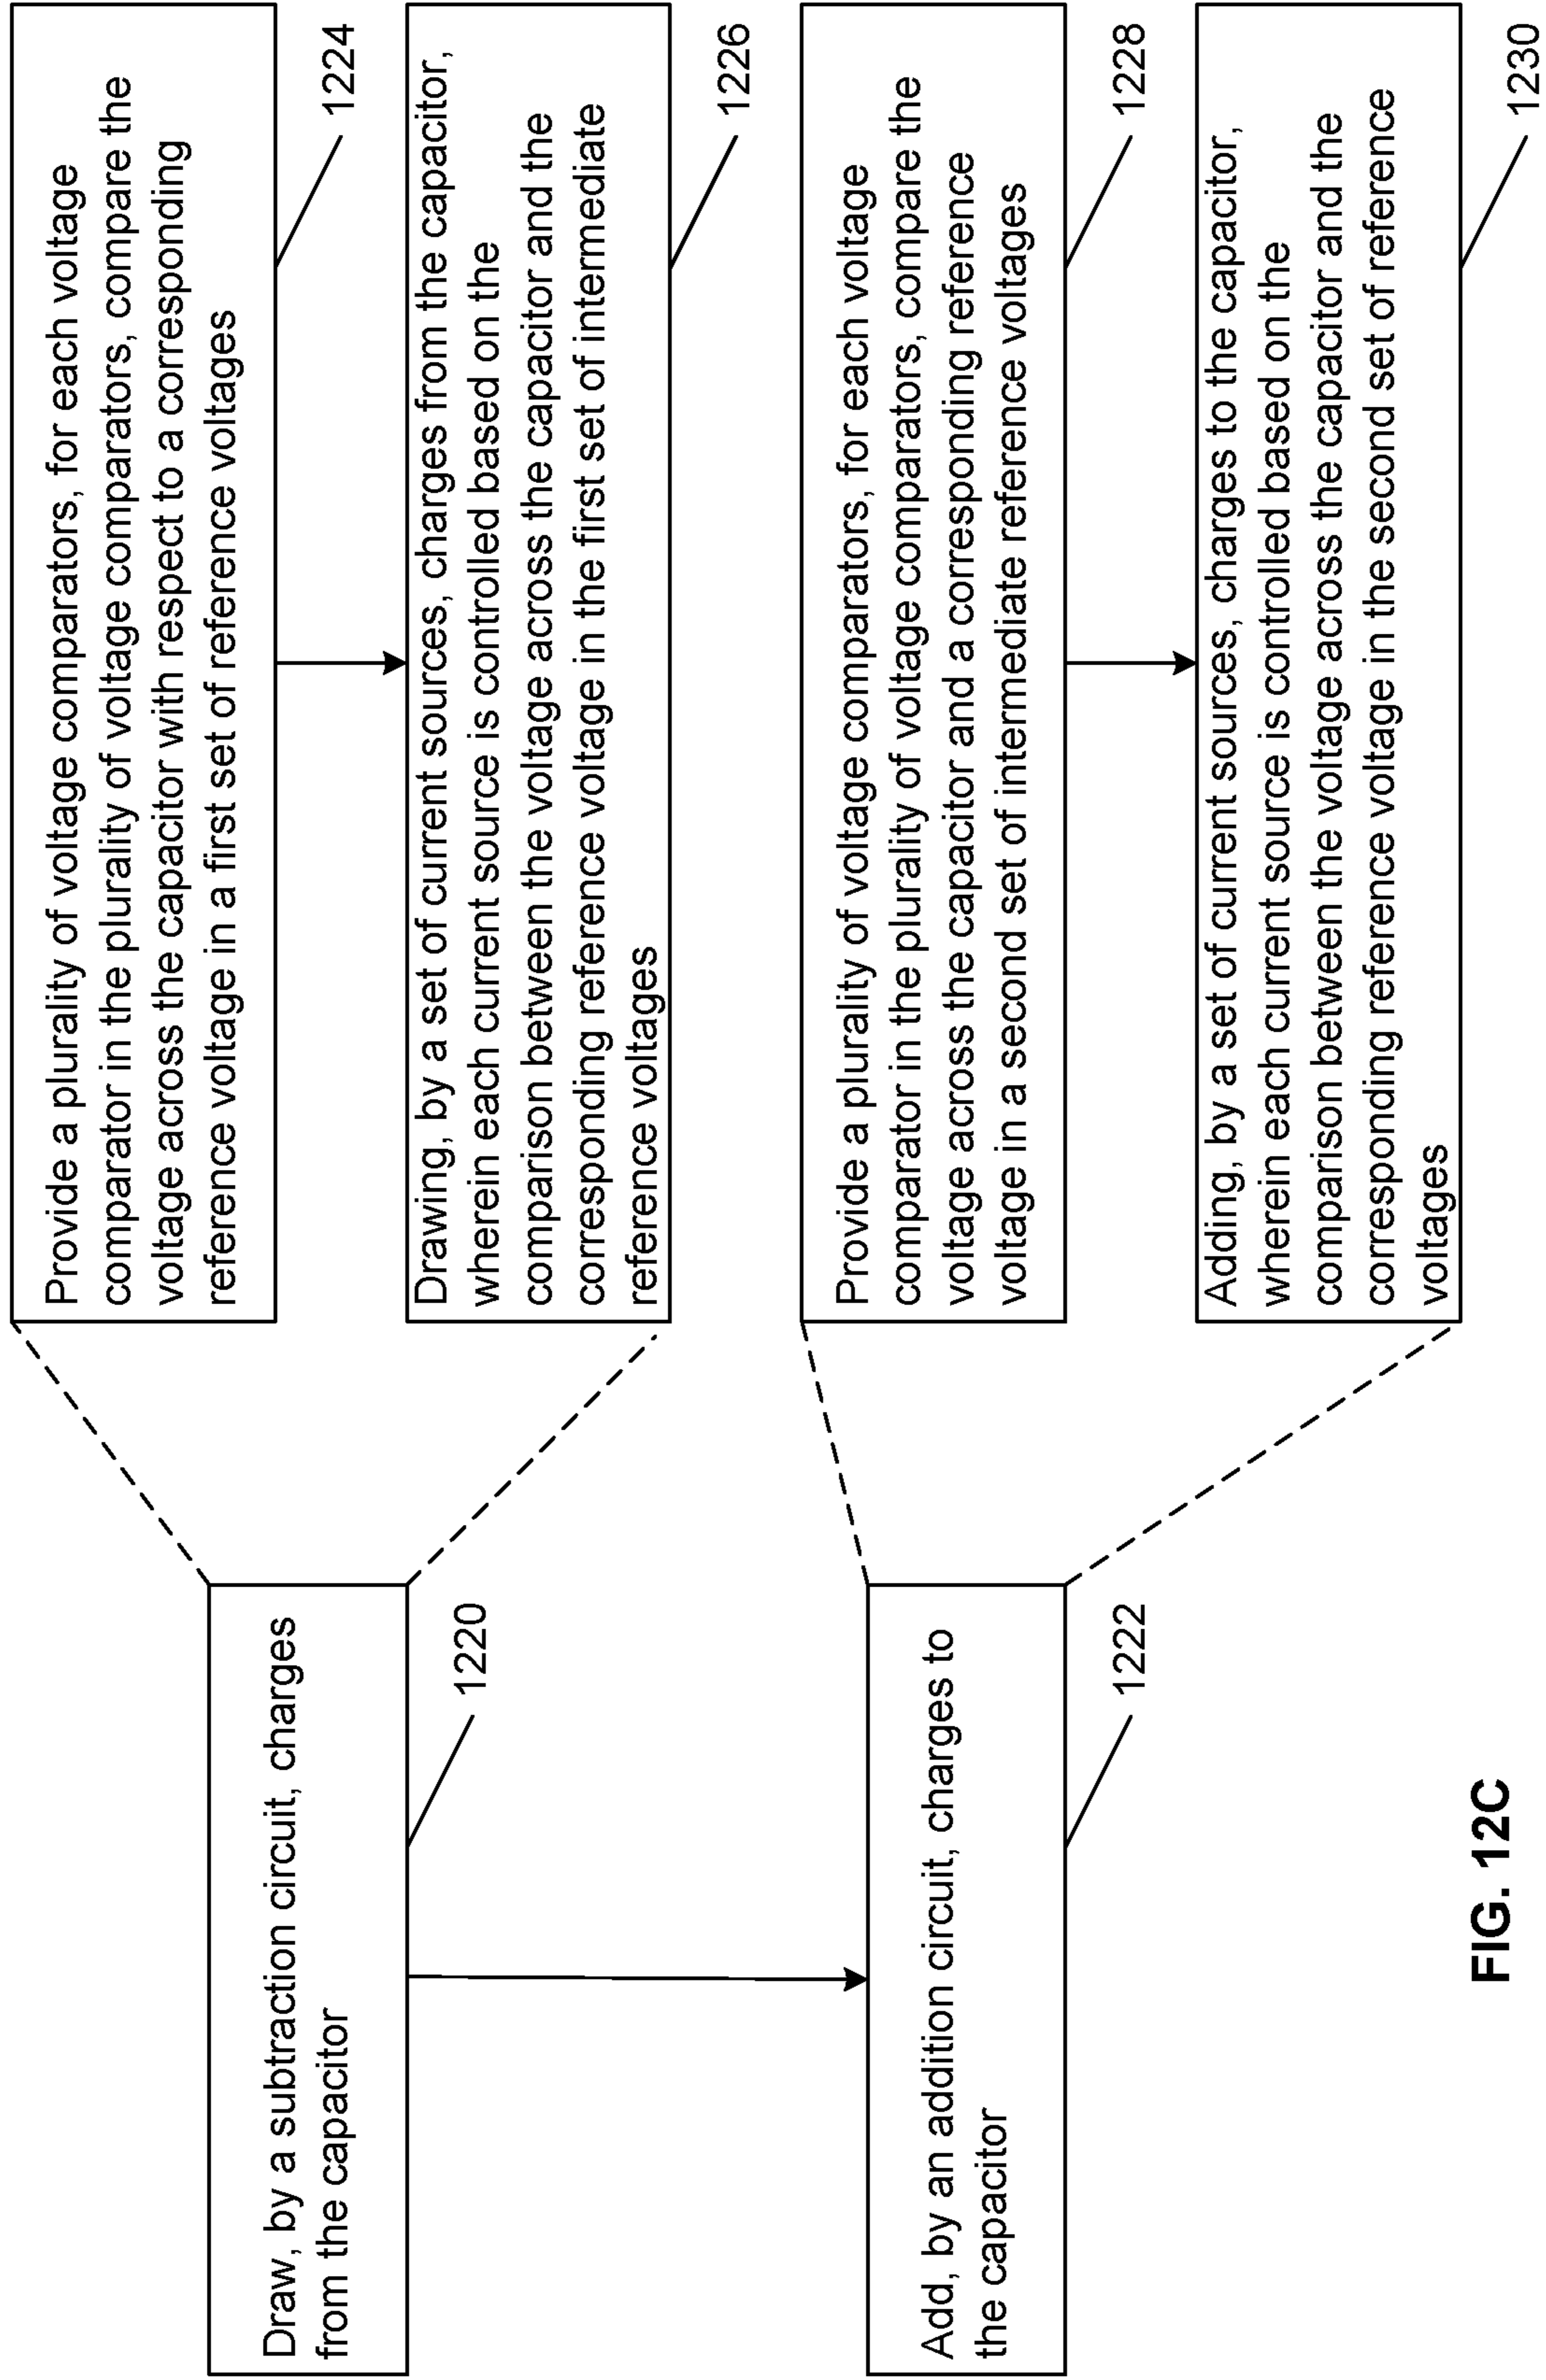 Draw, by a subtraction circuit, charges
from the capacitor
1220
Add, by an addition circuit, charges to
the capacitor
1222
Provide a plurality of voltage comparators, for each voltage
comparator in the plurality of voltage comparators, compare the
voltage across the capacitor with respect to a corresponding
reference voltage in a first set of reference voltages
1224
Drawing, by a set of current sources, charges from the capacitor,
wherein each current source is controlled based on the
comparison between the voltage across the capacitor and the
corresponding reference voltage in the first set of intermediate
reference voltages
1226
Provide a plurality of voltage comparators, for each voltage
comparator in the plurality of voltage comparators, compare the
voltage across the capacitor and a corresponding reference
voltage in a second set of intermediate reference voltages
1228
Adding, by a set of current sources, charges to the capacitor,
wherein each current source is controlled based on the
comparison between the voltage across the capacitor and the
corresponding reference voltage in the second set of reference
voltages
1230
FIG. 12C